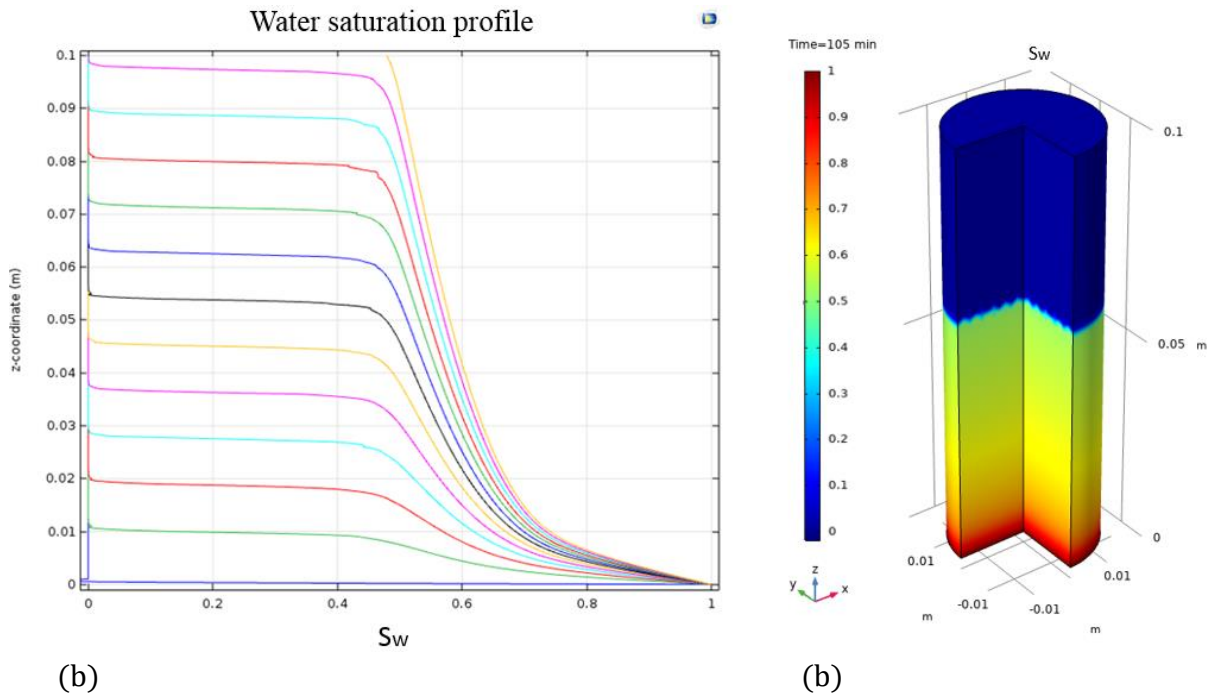 Water saturation profile
0.1
0.09
0.08
0.07
0.06
0.05
0.04
0.03
0.02
0.01
0
z-coordinate (m)
0
0.2
0.4
0.6
0.8
1
Sw
(b)
Time=105 min
Sw
1
0.9
0.8
0.7
0.6
0.5
0.4
0.3
0.2
0.1
0
0.1
0.05
m
0
0.01
0.01
-0.01
-0.01
m
m
z
y
x
(b)